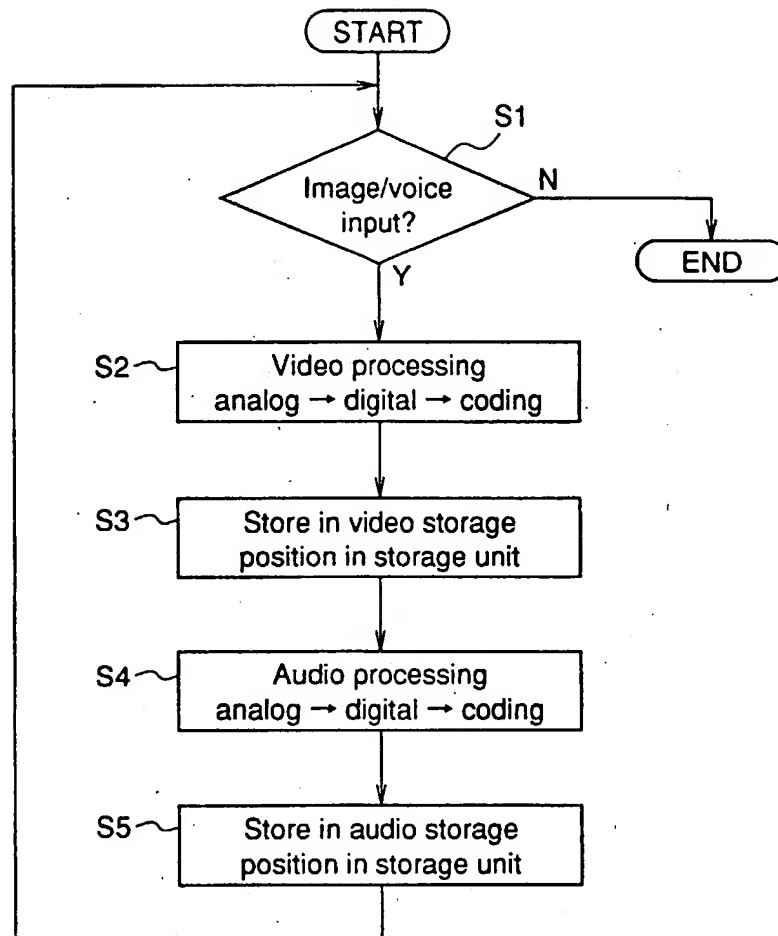 START
S1
Image/voice
input?
N
END
Y
S2
Video processing
analog → digital → coding
S3
Store in video storage
position in storage unit
S4
Audio processing
analog → digital → coding
S5
Store in audio storage
position in storage unit